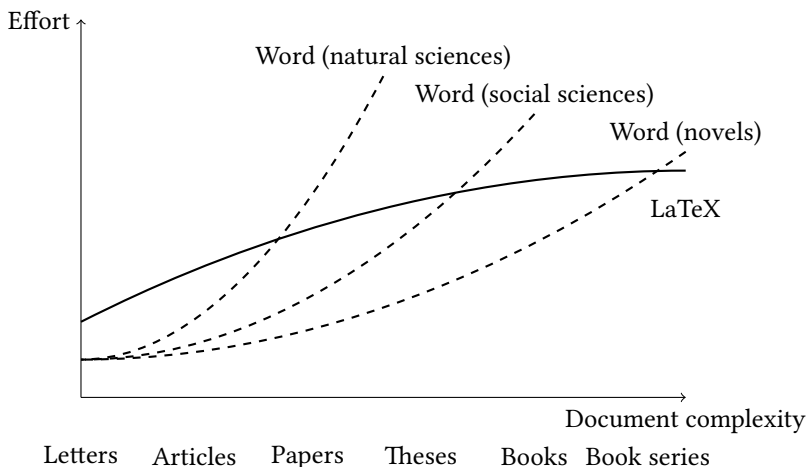 Effort
Word (natural sciences)
Word (social sciences)
Word (novels)
LaTeX
Document complexity
Letters Articles Papers Theses Books Book series